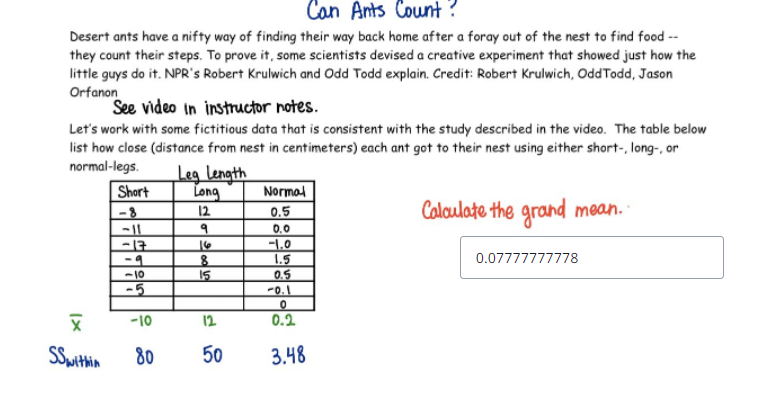 Can Ants Count?
Desert ants have a nifty way of finding their way back home after a foray out of the nest to find food --
they count their steps. To prove it, some scientists devised a creative experiment that showed just how the
little guys do it. NPR's Robert Krulwich and Odd Todd explain. Credit: Robert Krulwich, OddTodd, Jason
Orfanon
See video in instructor notes.
Let's work with some fictitious data that is consistent with the study described in the video. The table below
list how close (distance from nest in centimeters) each ant got to their nest using either short-, long-, or
normal-legs.
Leg Length
Short Long Normal
-8 12 0.5
-11 9 0.0
-17 16 -1.0
-9 8 1.5
-10 15 0.5
-5 -0.1
0
x̄ -10 12 0.2
SSwithin 80 50 3.48
Calculate the grand mean.
0.07777777778